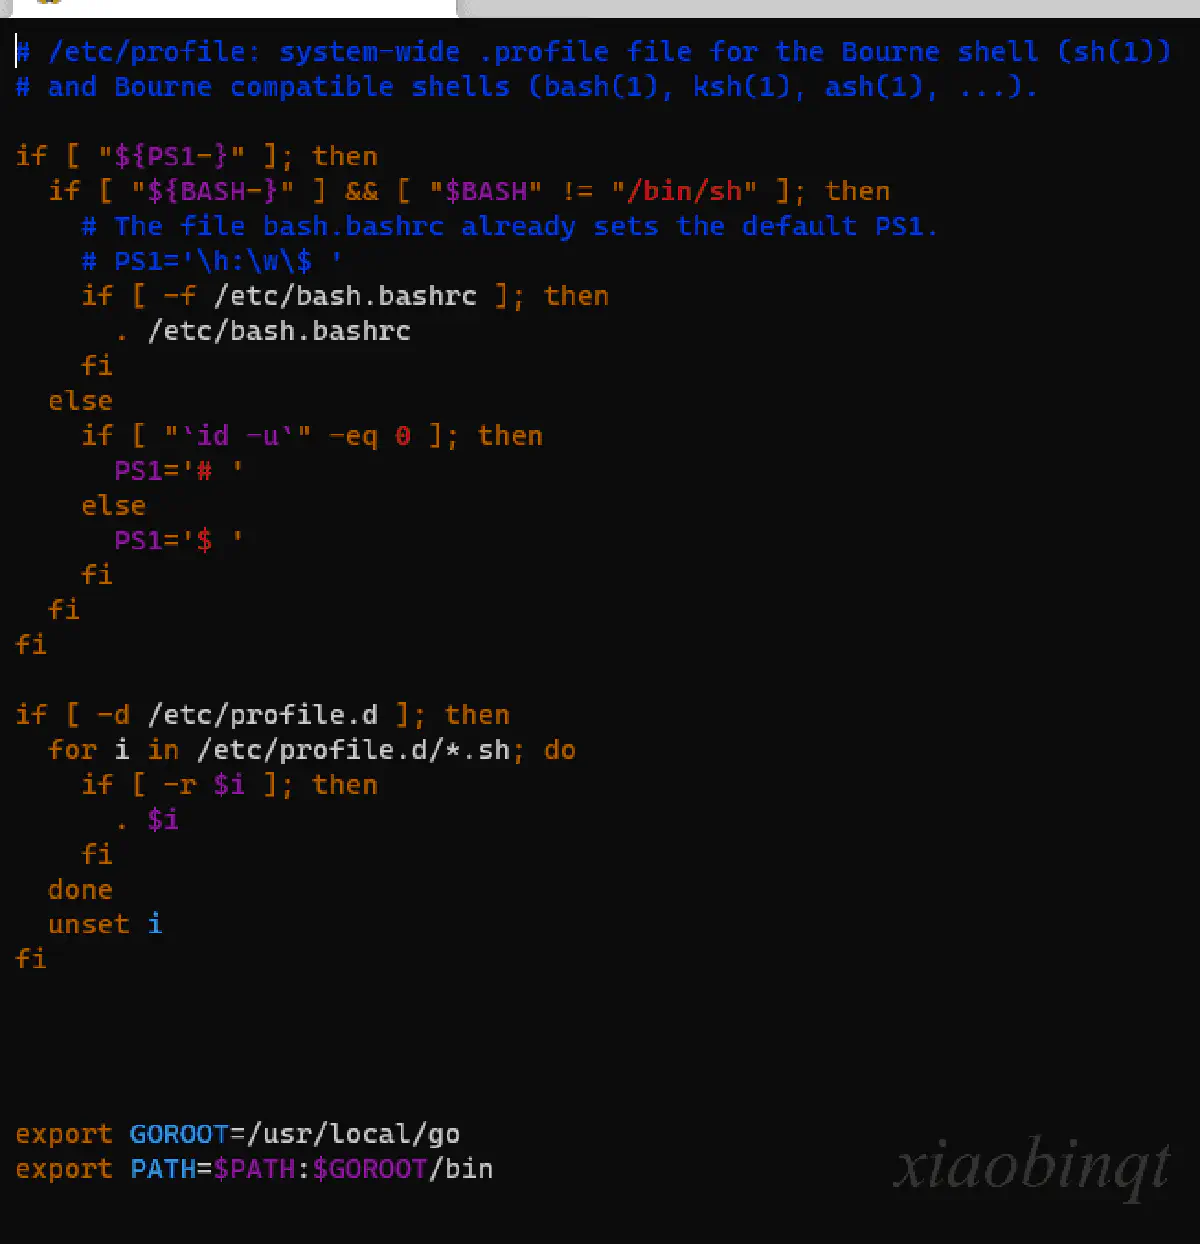 # /etc/profile: system-wide .profile file for the Bourne shell (sh(1))
# and Bourne compatible shells (bash(1), ksh(1), ash(1), ...).

if [ "${PS1-}" ]; then
  if [ "${BASH-}" ] && [ "$BASH" != "/bin/sh" ]; then
    # The file bash.bashrc already sets the default PS1.
    # PS1='\h:\w\$ '
    if [ -f /etc/bash.bashrc ]; then
      . /etc/bash.bashrc
    fi
  else
    if [ "`id -u`" -eq 0 ]; then
      PS1='# '
    else
      PS1='$ '
    fi
  fi
fi

if [ -d /etc/profile.d ]; then
  for i in /etc/profile.d/*.sh; do
    if [ -r $i ]; then
      . $i
    fi
  done
  unset i
fi

export GOROOT=/usr/local/go
export PATH=$PATH:$GOROOT/bin
xiaobinqt